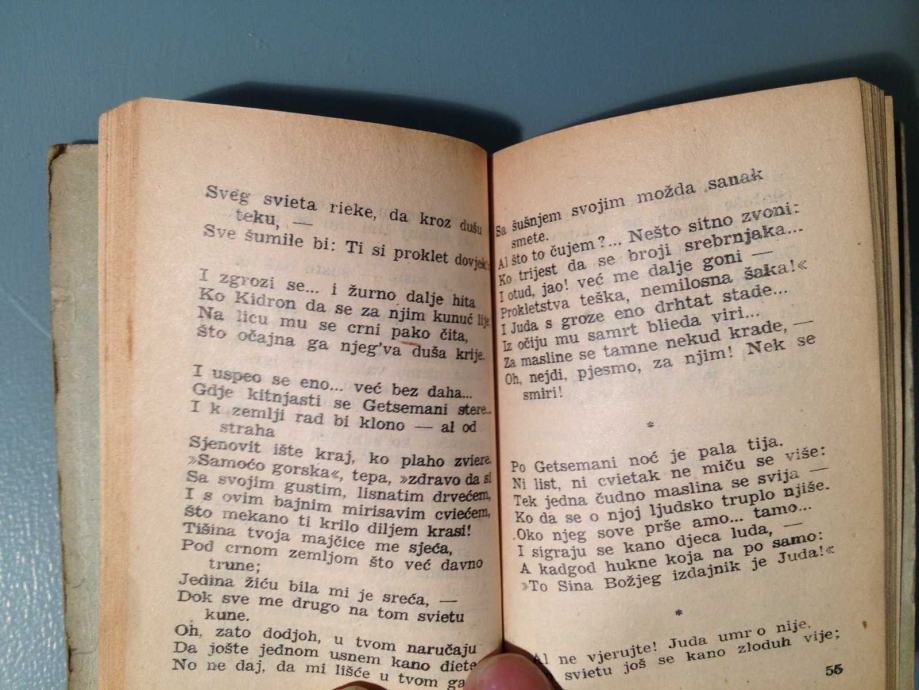 Sveg svieta rieke, da kroz dušu
teku, —
Sve šumile bi: Ti si proklet dovjek
I zgrozi se... i žurno dalje hita
Ko Kidron da se za njim kunuć lije
Na licu mu se crni pako čita,
Što očajna ga njeg'va duša krije.
I uspeo se eno... već bez daha...
Gdje kitnjasti se Getsemani stere...
I k zemlji rad bi klono — al od
straha
Sjenovit ište kraj, ko plaho zviere.
»Samoćo gorska«, tepa, »zdravo da si
Sa svojim gustim, lisnatim drvećem,
I s ovim bajnim mirisavim cviećem,
Što mekano ti krilo diljem krasi!
Tišina tvoja majčice me sjeća,
Pod crnom zemljom što već davno
trune;
Jedina žiću bila mi je sreća, —
Dok sve me drugo na tom svietu
kune.
Oh, zato dodjoh, u tvom naručaju
Da jošte jednom usnem kano diete
No ne daj, da mi lišće u tvom
Sa šušnjem svojim možda sanak
smete.
Al što to čujem?... Nešto sitno zvoni:
Ko trijest da se broji srebrnjaka...
I otud, jao! već me dalje goni —
Prokletstva teška, nemilosna šaka!«
I Juda s groze eno drhtat stade...
Iz očiju mu samrt blieda viri...
Za masline se tamne nekud krade, —
Oh, nejdi, pjesmo, za njim! Nek se
smiri!
*
Po Getsemani noć je pala tija.
Ni list, ni cvietak ne miču se više:
Tek jedna čudno maslina se svija —
Ko da se o njoj ljudsko truplo njiše.
Oko njeg sove prše amo... tamo...
I sigraju se kano djeca luda, —
A kadgod hukne koja na po samo:
»To Sina Božjeg izdajnik je Juda!«
*
Al ne vjerujte! Juda umro nije.
svietu još se kano zloduh vije;
55